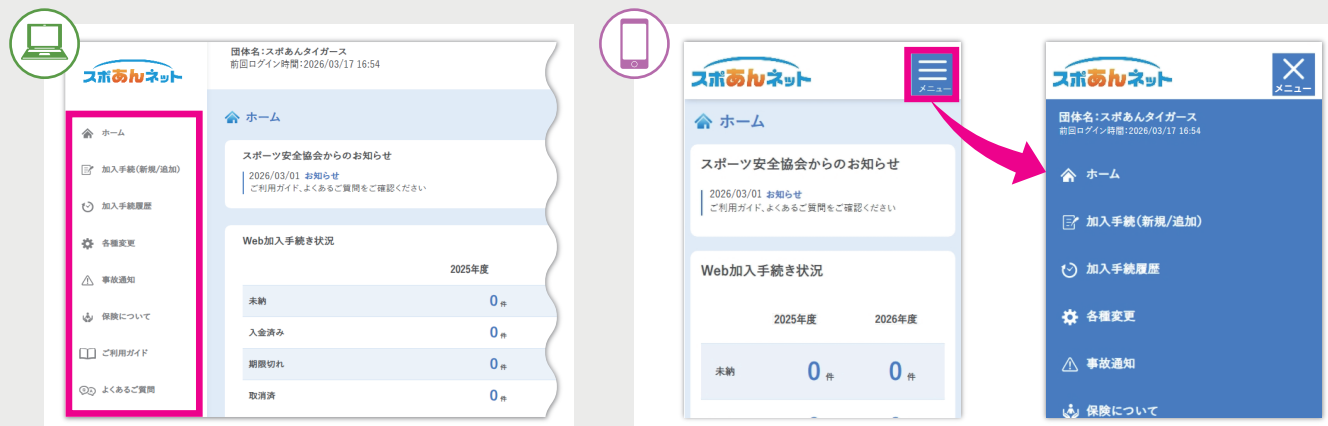 スポあんネット
団体名:スポあんタイガース
前回ログイン時間:2026/03/17 16:54
ホーム
加入手続(新規/追加)
加入手続履歴
各種変更
事故通知
保険について
ご利用ガイド
よくあるご質問
ホーム
スポーツ安全協会からのお知らせ
2026/03/01 お知らせ
ご利用ガイド、よくあるご質問をご確認ください
Web加入手続き状況
2025年度
未納 0 件
入金済み 0 件
期限切れ 0 件
取消済 0 件
スポあんネット
メニュー
ホーム
スポーツ安全協会からのお知らせ
2026/03/01 お知らせ
ご利用ガイド、よくあるご質問をご確認ください
Web加入手続き状況
2025年度 2026年度
未納 0 件 0 件
スポあんネット
メニュー
団体名:スポあんタイガース
前回ログイン時間:2026/03/17 16:54
ホーム
加入手続(新規/追加)
加入手続履歴
各種変更
事故通知
保険について